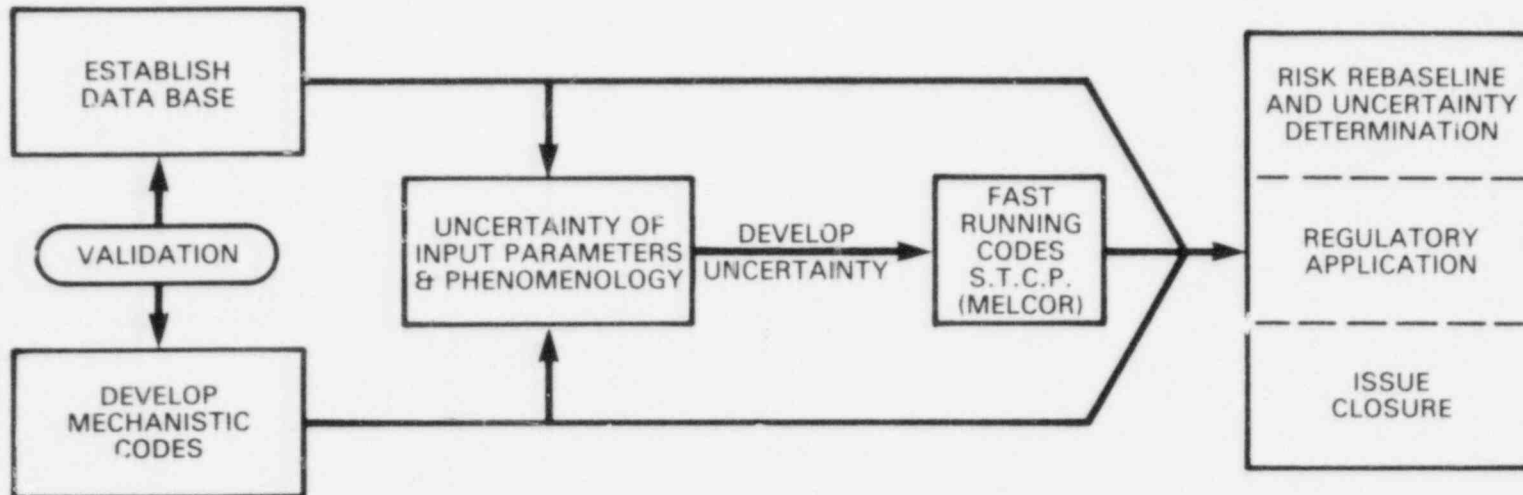 ESTABLISH
DATA BASE
VALIDATION
DEVELOP
MECHANISTIC
CODES
UNCERTAINTY OF
INPUT PARAMETERS
& PHENOMENOLOGY
DEVELOP
UNCERTAINTY
FAST
RUNNING
CODES
S.T.C.P.
(MELCOR)
RISK REBASELINE
AND UNCERTAINTY
DETERMINATION
REGULATORY
APPLICATION
ISSUE
CLOSURE